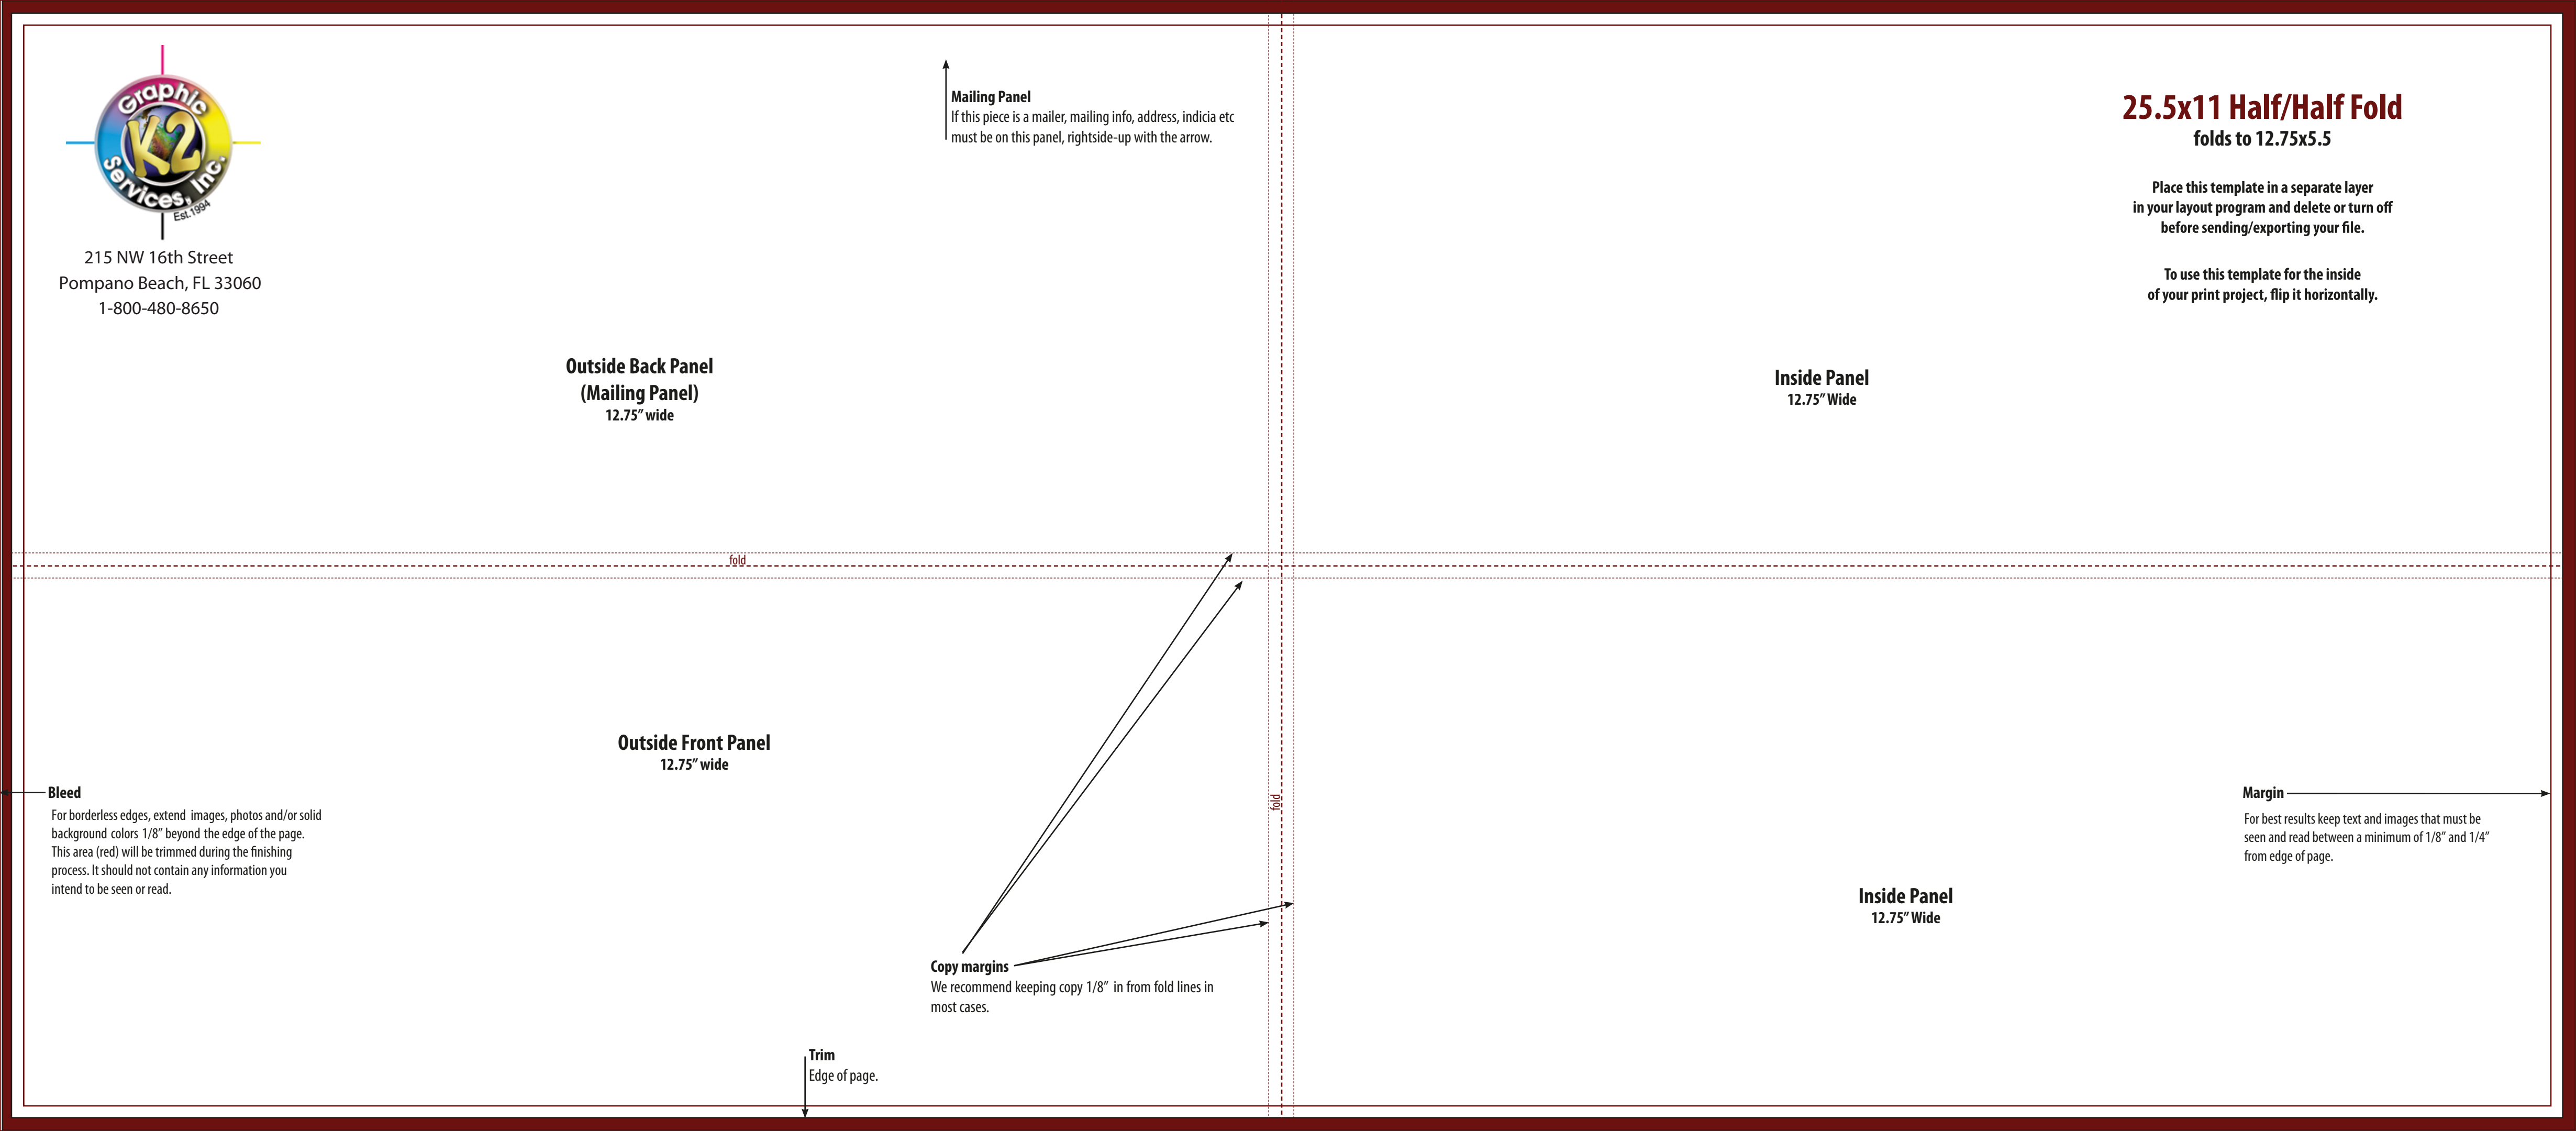 Graphic
K2
Services, Inc.
Est. 1994
215 NW 16th Street
Pompano Beach, FL 33060
1-800-480-8650
Mailing Panel
If this piece is a mailer, mailing info, address, indicia etc
must be on this panel, rightside-up with the arrow.
25.5x11 Half/Half Fold
folds to 12.75x5.5
Place this template in a separate layer
in your layout program and delete or turn off
before sending/exporting your file.
To use this template for the inside
of your print project, flip it horizontally.
Outside Back Panel
(Mailing Panel)
12.75” wide
Inside Panel
12.75” Wide
fold
Outside Front Panel
12.75” wide
Bleed
For borderless edges, extend images, photos and/or solid
background colors 1/8” beyond the edge of the page.
This area (red) will be trimmed during the finishing
process. It should not contain any information you
intend to be seen or read.
fold
Margin
For best results keep text and images that must be
seen and read between a minimum of 1/8” and 1/4”
from edge of page.
Inside Panel
12.75” Wide
Copy margins
We recommend keeping copy 1/8” in from fold lines in
most cases.
Trim
Edge of page.